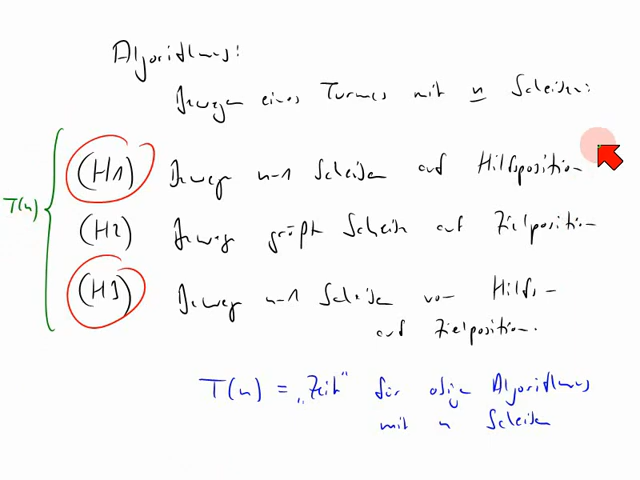 Algorithmus:
Bewegen eines Turmes mit n Scheiben:
(H1) Bewege n-1 Scheiben auf Hilfsposition
T(n)
(H2) Bewege größte Scheibe auf Zielposition
(H3) Bewege n-1 Scheiben von Hilfs-
auf Zielposition.
T(n) = „Zeit“ für obigen Algorithmus
mit n Scheiben